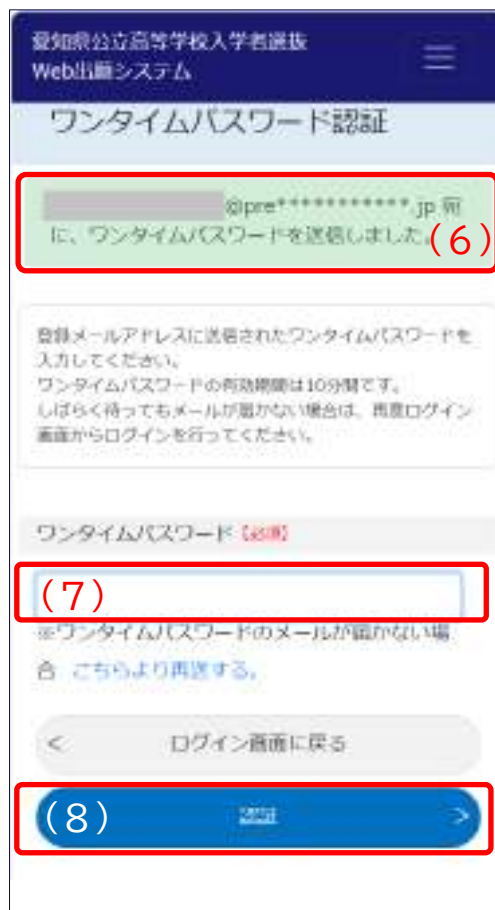 愛知県公立高等学校入学者選抜
Web出願システム
ワンタイムパスワード認証
@pre***********.jp 宛
に、ワンタイムパスワードを送信しました。
(6)
登録メールアドレスに送信されたワンタイムパスワードを
入力してください。
ワンタイムパスワードの有効期間は10分間です。
しばらく待ってもメールが届かない場合は、再度ログイン
画面からログインを行ってください。
ワンタイムパスワード【必須】
(7)
※ワンタイムパスワードのメールが届かない場
合 こちらより再送する。
< ログイン画面に戻る
(8) 認証 >